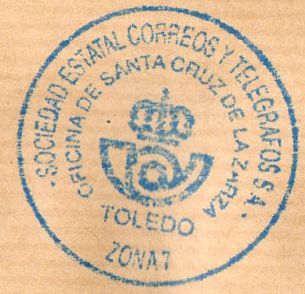 SOCIEDAD ESTATAL CORREOS Y TELEGRAFOS S.A.
OFICINA DE SANTA CRUZ DE LA ZARZA
TOLEDO
ZONA 7